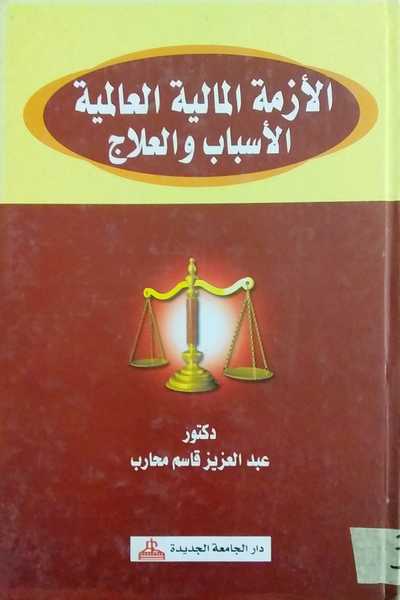 الأزمة المالية العالمية
الأسباب والعلاج
دكتور
عبد العزيز قاسم محارب
دار الجامعة الجديدة